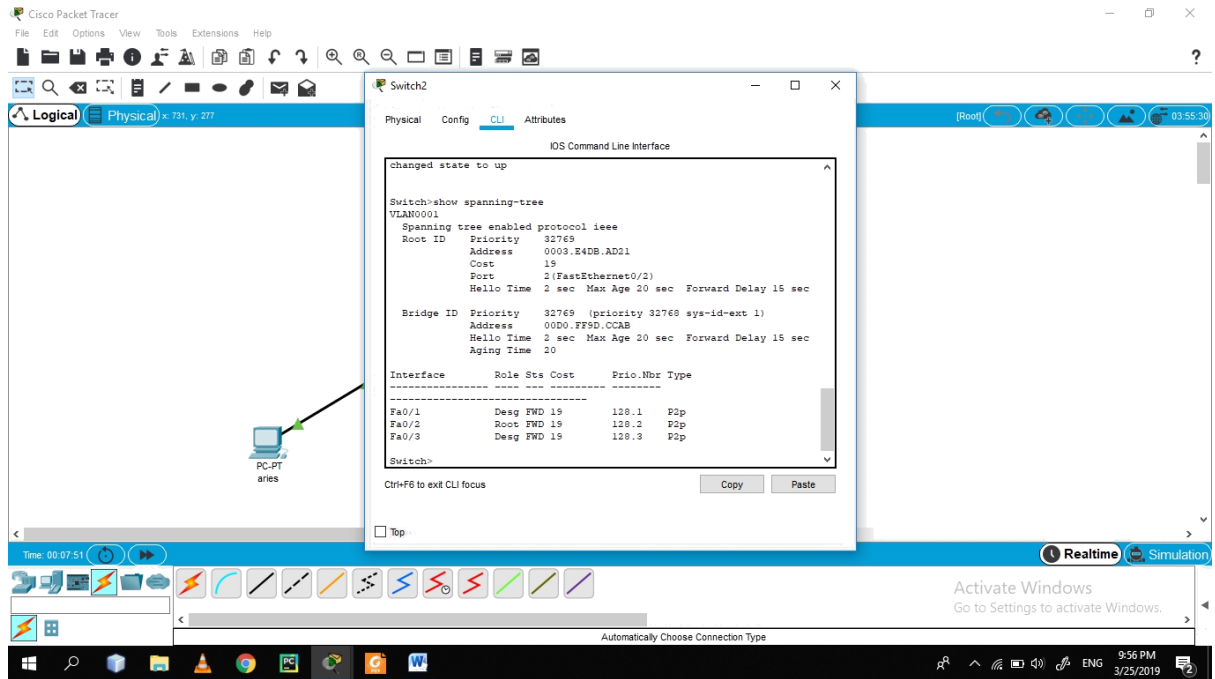 Cisco Packet Tracer
File Edit Options View Tools Extensions Help
?
Logical Physical x: 731, y: 277
[Root] 03:55:30
Switch2
Physical Config CLI Attributes
IOS Command Line Interface
changed state to up
Switch>show spanning-tree
VLAN0001
Spanning tree enabled protocol ieee
Root ID Priority 32769
Address 0003.E4DB.AD21
Cost 19
Port 2(FastEthernet0/2)
Hello Time 2 sec Max Age 20 sec Forward Delay 15 sec
Bridge ID Priority 32769 (priority 32768 sys-id-ext 1)
Address 00D0.FF9D.CCAB
Hello Time 2 sec Max Age 20 sec Forward Delay 15 sec
Aging Time 20
Interface Role Sts Cost Prio.Nbr Type
---------------- ---- --- --------- --------
--------------------------------
Fa0/1 Desg FWD 19 128.1 P2p
Fa0/2 Root FWD 19 128.2 P2p
Fa0/3 Desg FWD 19 128.3 P2p
Switch>
Ctrl+F6 to exit CLI focus Copy Paste
Top
PC-PT
aries
Time: 00:07:51 Realtime Simulation
Activate Windows
Go to Settings to activate Windows.
Automatically Choose Connection Type
ENG 9:56 PM
3/25/2019
2